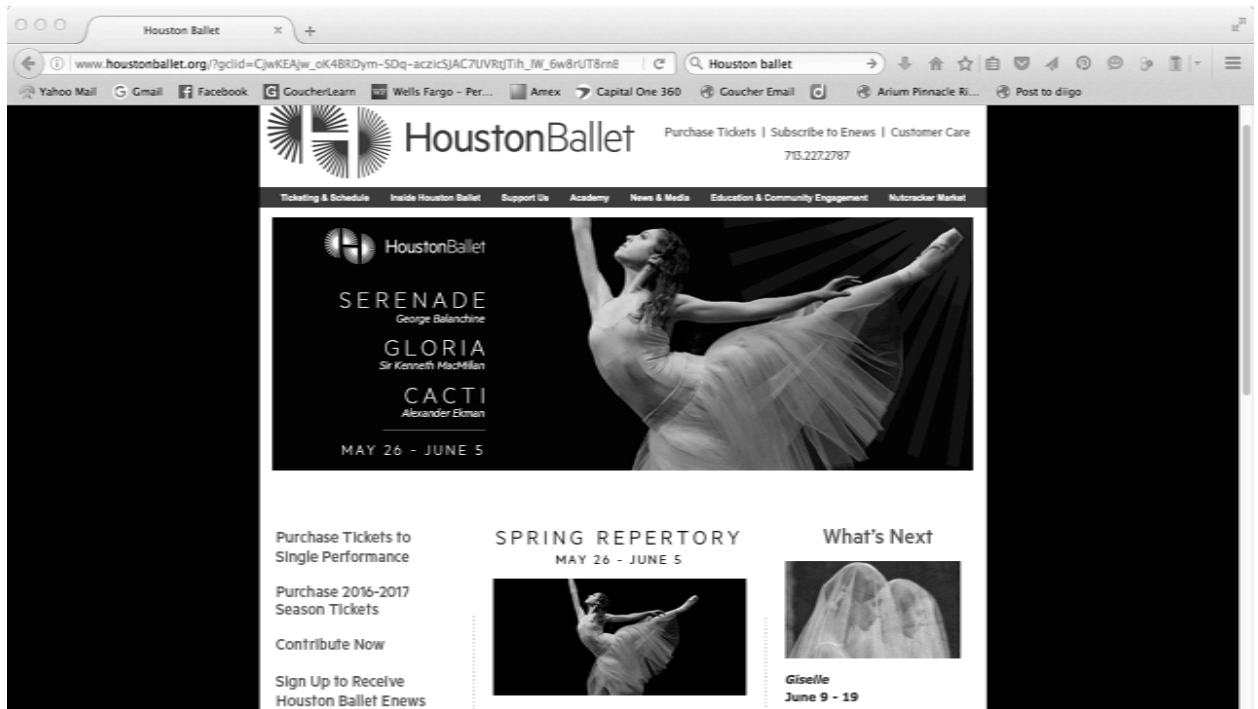 Houston Ballet
www.houstonballet.org/?gclid=
Houston ballet
Yahoo Mail Gmail Facebook GoucherLearn Wells Fargo – Per... Amex Capital One 360 Goucher Email Arium Pinnacle Ri... Post to diigo
HoustonBallet
Purchase Tickets | Subscribe to Enews | Customer Care
713.227.2787
Ticketing & Schedule Inside Houston Ballet Support Us Academy News & Media Education & Community Engagement Nutcracker Market
HoustonBallet
SERENADE
George Balanchine
GLORIA
Sir Kenneth MacMillan
CACTI
Alexander Ekman
MAY 26 - JUNE 5
Purchase Tickets to
Single Performance
Purchase 2016-2017
Season Tickets
Contribute Now
Sign Up to Receive
Houston Ballet Enews
SPRING REPERTORY
MAY 26 - JUNE 5
What's Next
Giselle
June 9 - 19